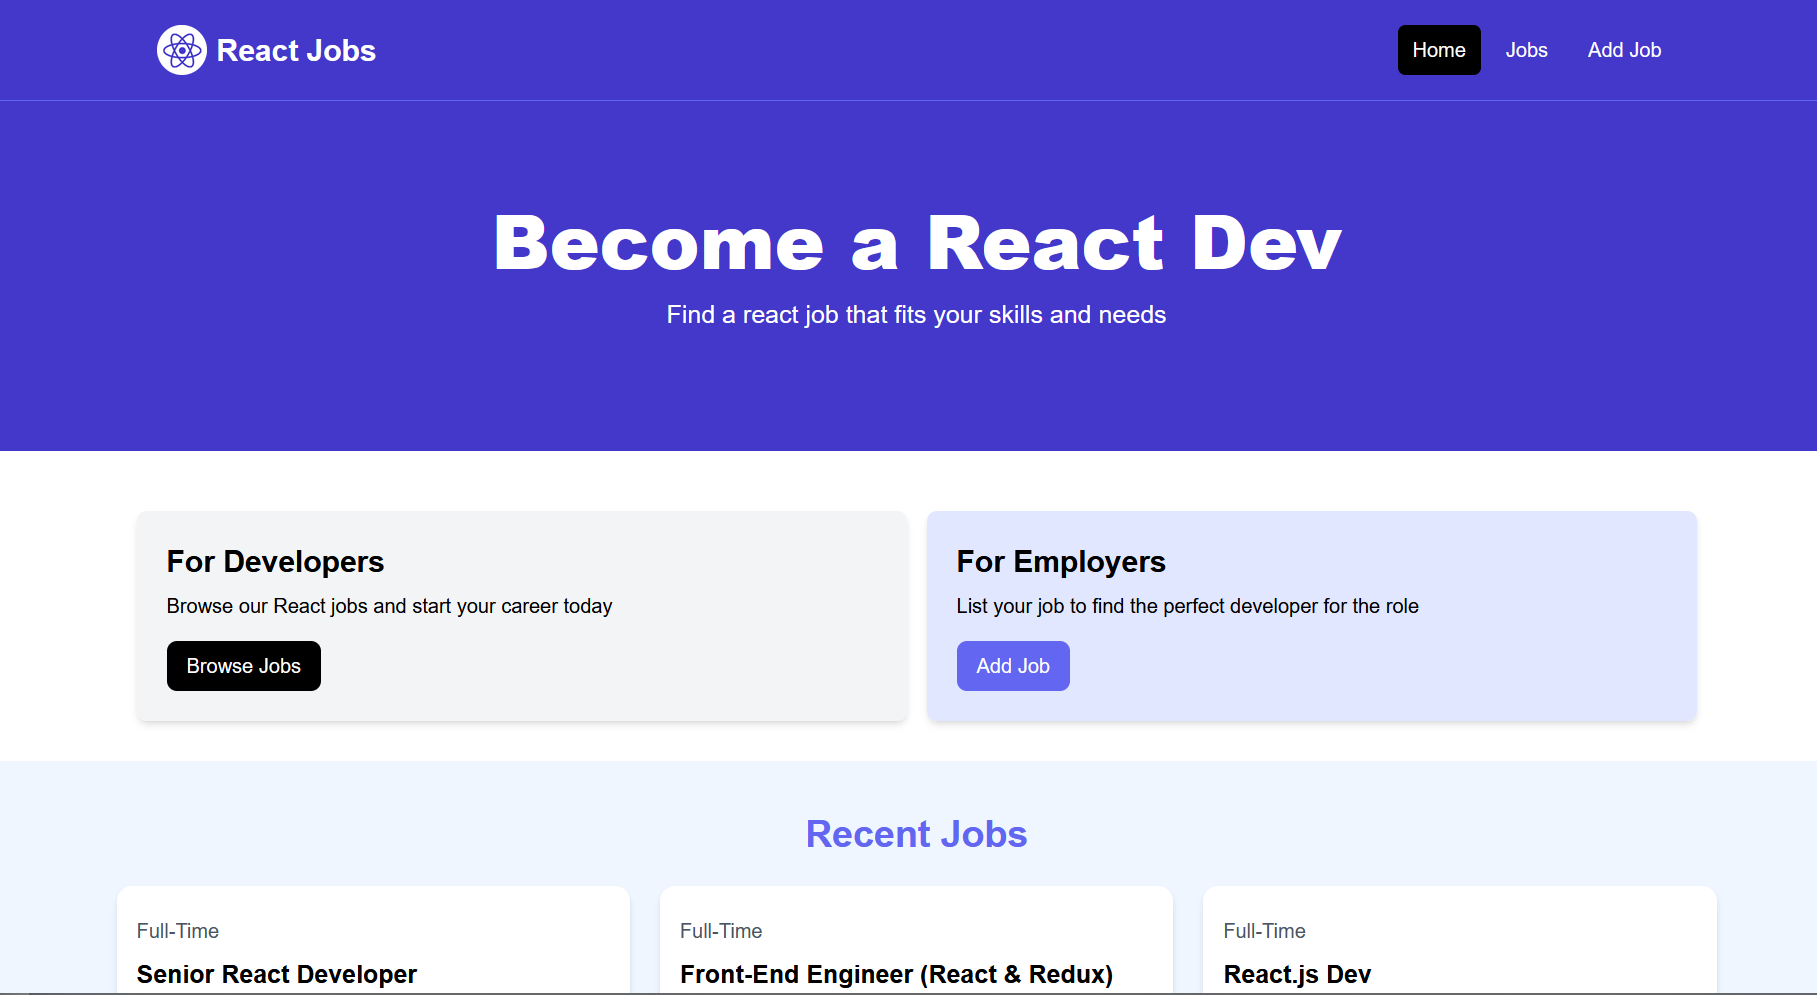 React Jobs
Home
Jobs
Add Job
Become a React Dev
Find a react job that fits your skills and needs
For Developers
Browse our React jobs and start your career today
Browse Jobs
For Employers
List your job to find the perfect developer for the role
Add Job
Recent Jobs
Full-Time
Senior React Developer
Full-Time
Front-End Engineer (React & Redux)
Full-Time
React.js Dev